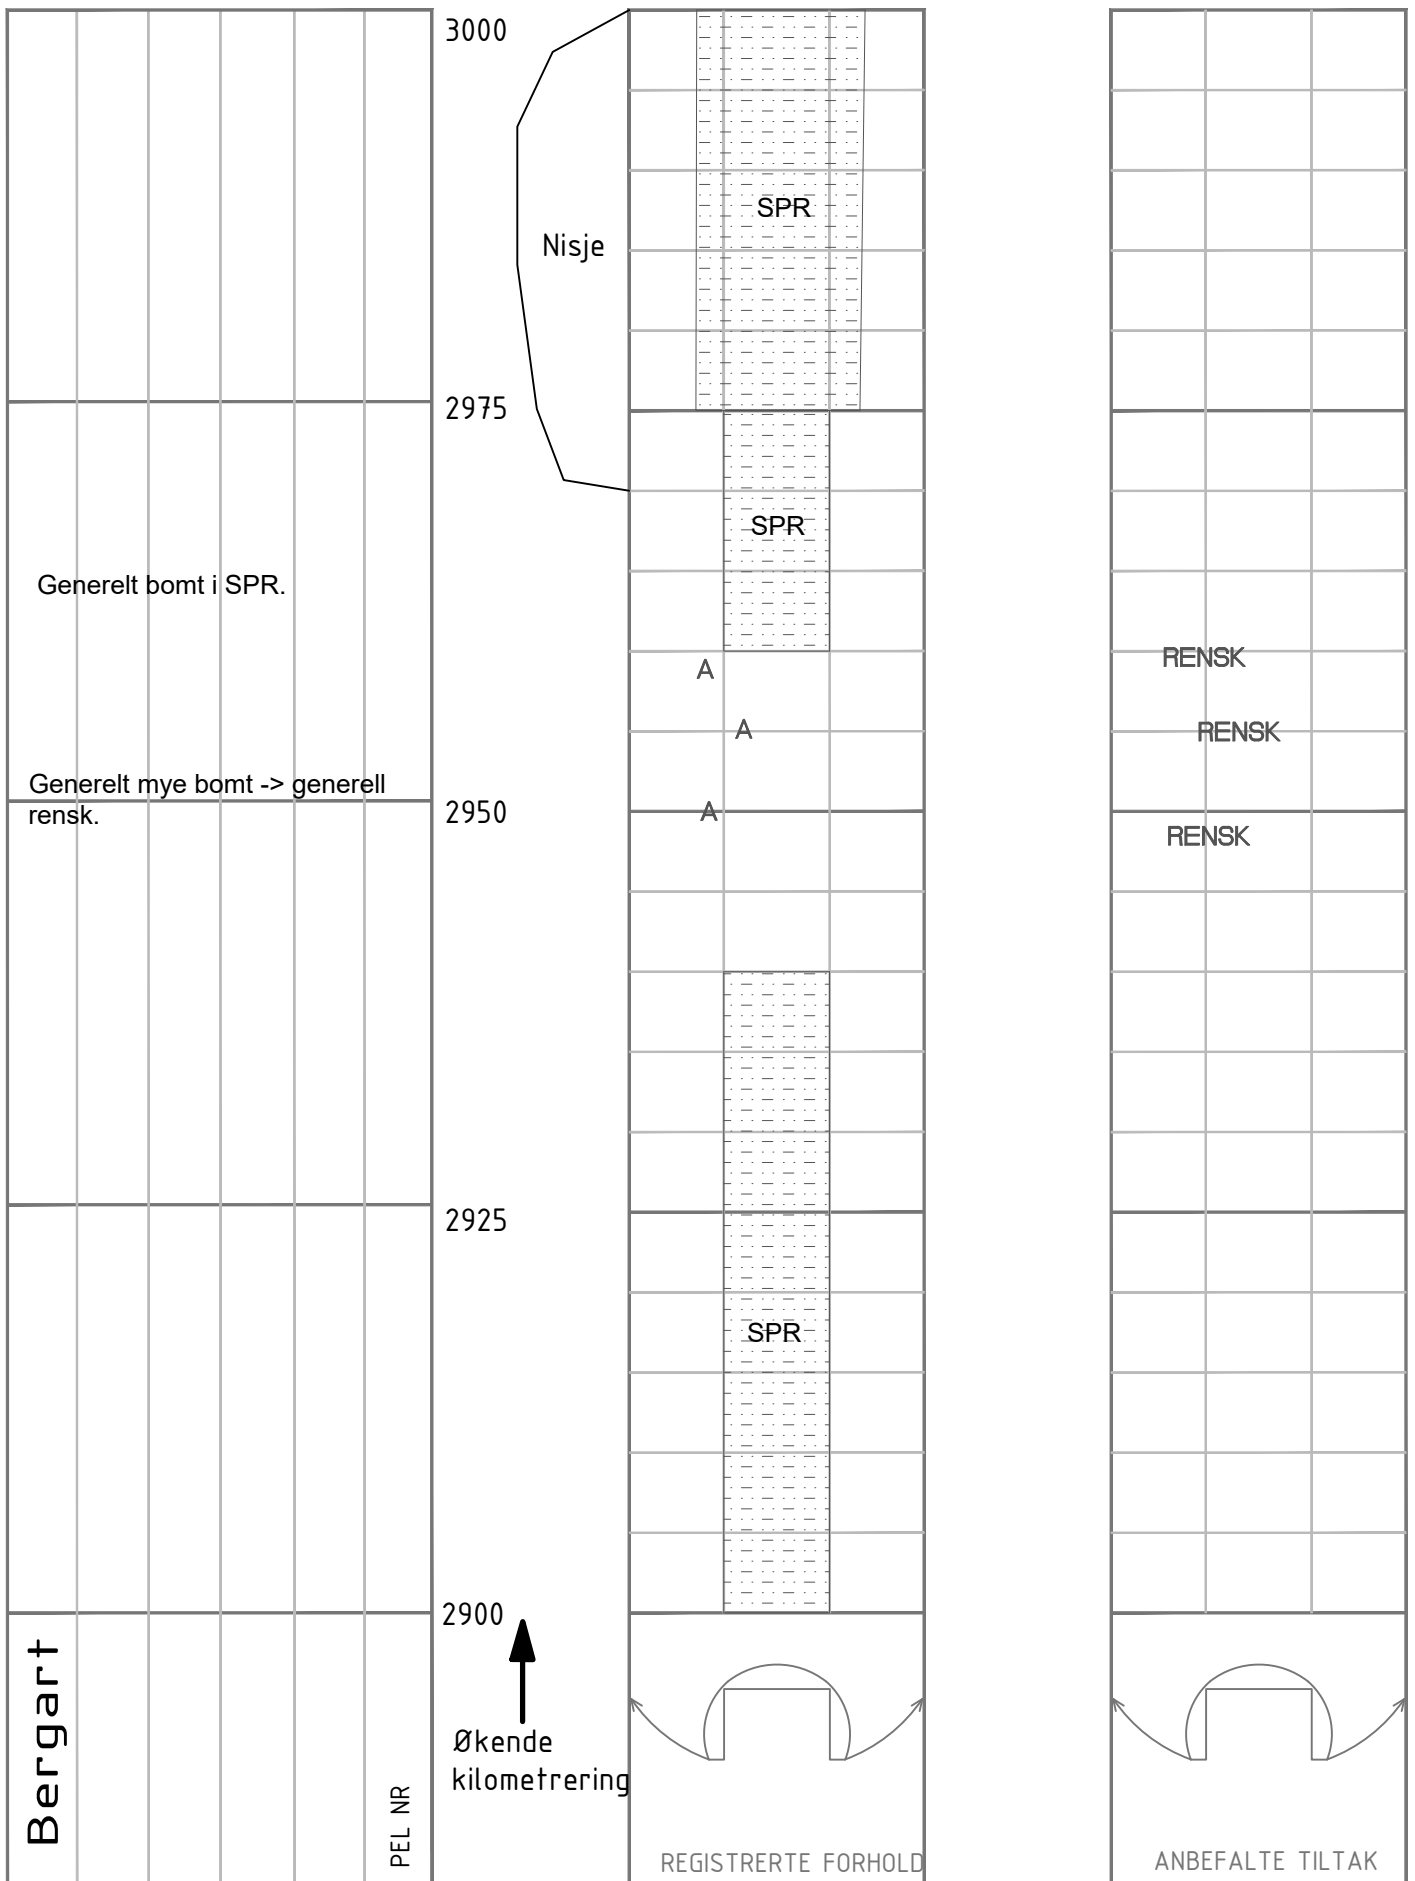 3000
SPR
Nisje
2975
SPR
Generelt bomt i SPR.
A
RENSK
A
RENSK
Generelt mye bomt -> generell
rensk.
2950
A
RENSK
2925
SPR
2900
Bergart
PEL NR
Økende
kilometrering
REGISTRERTE FORHOLD
ANBEFALTE TILTAK